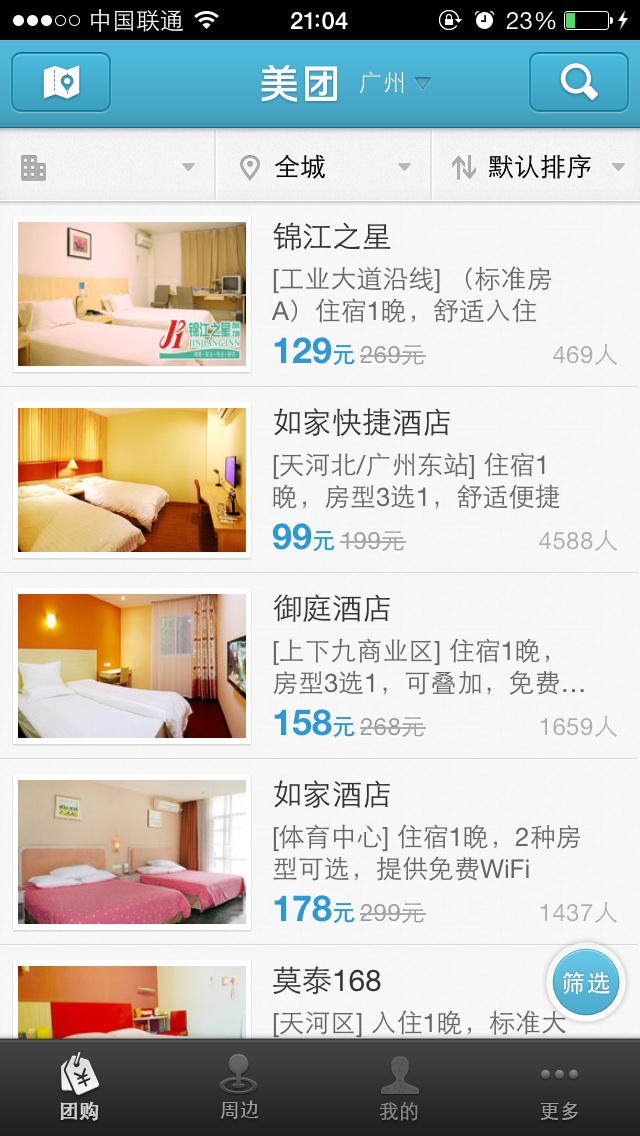 中国联通 21:04 23%
美团 广州
全城 默认排序
锦江之星
[工业大道沿线] （标准房
A）住宿1晚，舒适入住
129元 269元 469人
锦江之星
JINJIANG INN
如家快捷酒店
[天河北/广州东站] 住宿1
晚，房型3选1，舒适便捷
99元 199元 4588人
御庭酒店
[上下九商业区] 住宿1晚，
房型3选1，可叠加，免费...
158元 268元 1659人
如家酒店
[体育中心] 住宿1晚，2种房
型可选，提供免费WiFi
178元 299元 1437人
莫泰168
[天河区] 入住1晚，标准大
筛选
团购 周边 我的 更多